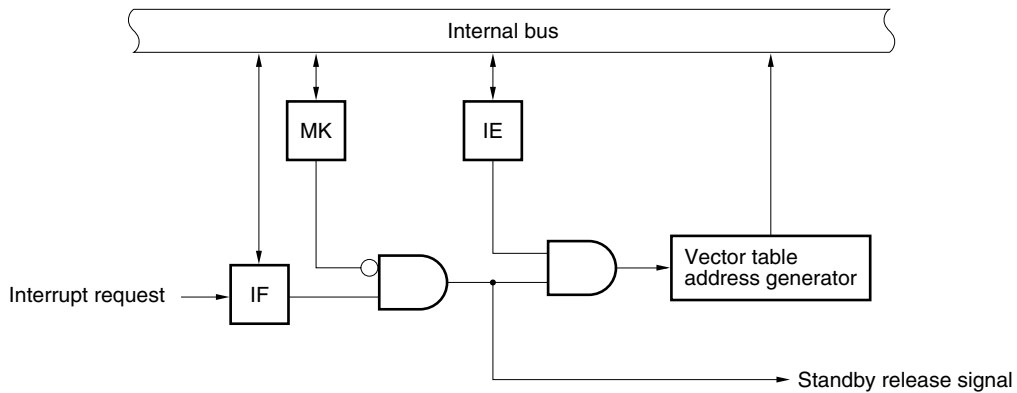 Internal bus
MK
IE
Vector table
address generator
Interrupt request
IF
Standby release signal